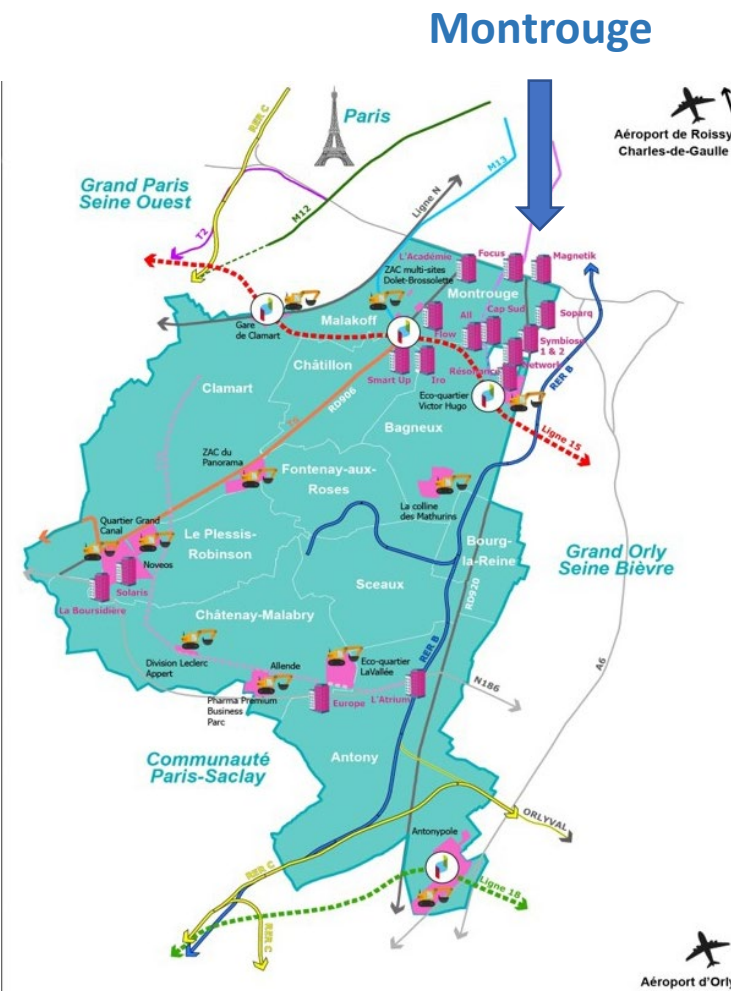 Montrouge
Paris
Aéroport de Roissy
Charles-de-Gaulle
RER C
Grand Paris
Seine Ouest
M12
M13
Ligne N
T2
L'Académie
Focus
Magnetik
ZAC multi-sites
Dolet-Brossolette
Montrouge
Gare
de Clamart
Malakoff
All
Cap Sud
Soparq
Flow
Symbiose
1 & 2
Châtillon
Smart Up
Iro
Résonance
Network
RER B
Clamart
RD906
T6
Eco-quartier
Victor Hugo
Ligne 15
Bagneux
ZAC du
Panorama
Fontenay-aux-
Roses
La colline
des Mathurins
Quartier Grand
Canal
Noveos
Le Plessis-
Robinson
Bourg-
la-Reine
Grand Orly
Seine Bièvre
Solaris
La Boursidière
Sceaux
RD920
Châtenay-Malabry
RER B
A6
Division Leclerc
Appert
Allende
Eco-quartier
LaVallée
N186
Pharma Premium
Business
Parc
Europe
L'Atrium
Communauté
Paris-Saclay
Antony
ORLYVAL
Antonypole
RER C
Ligne 18
RER C
Aéroport d'Orly